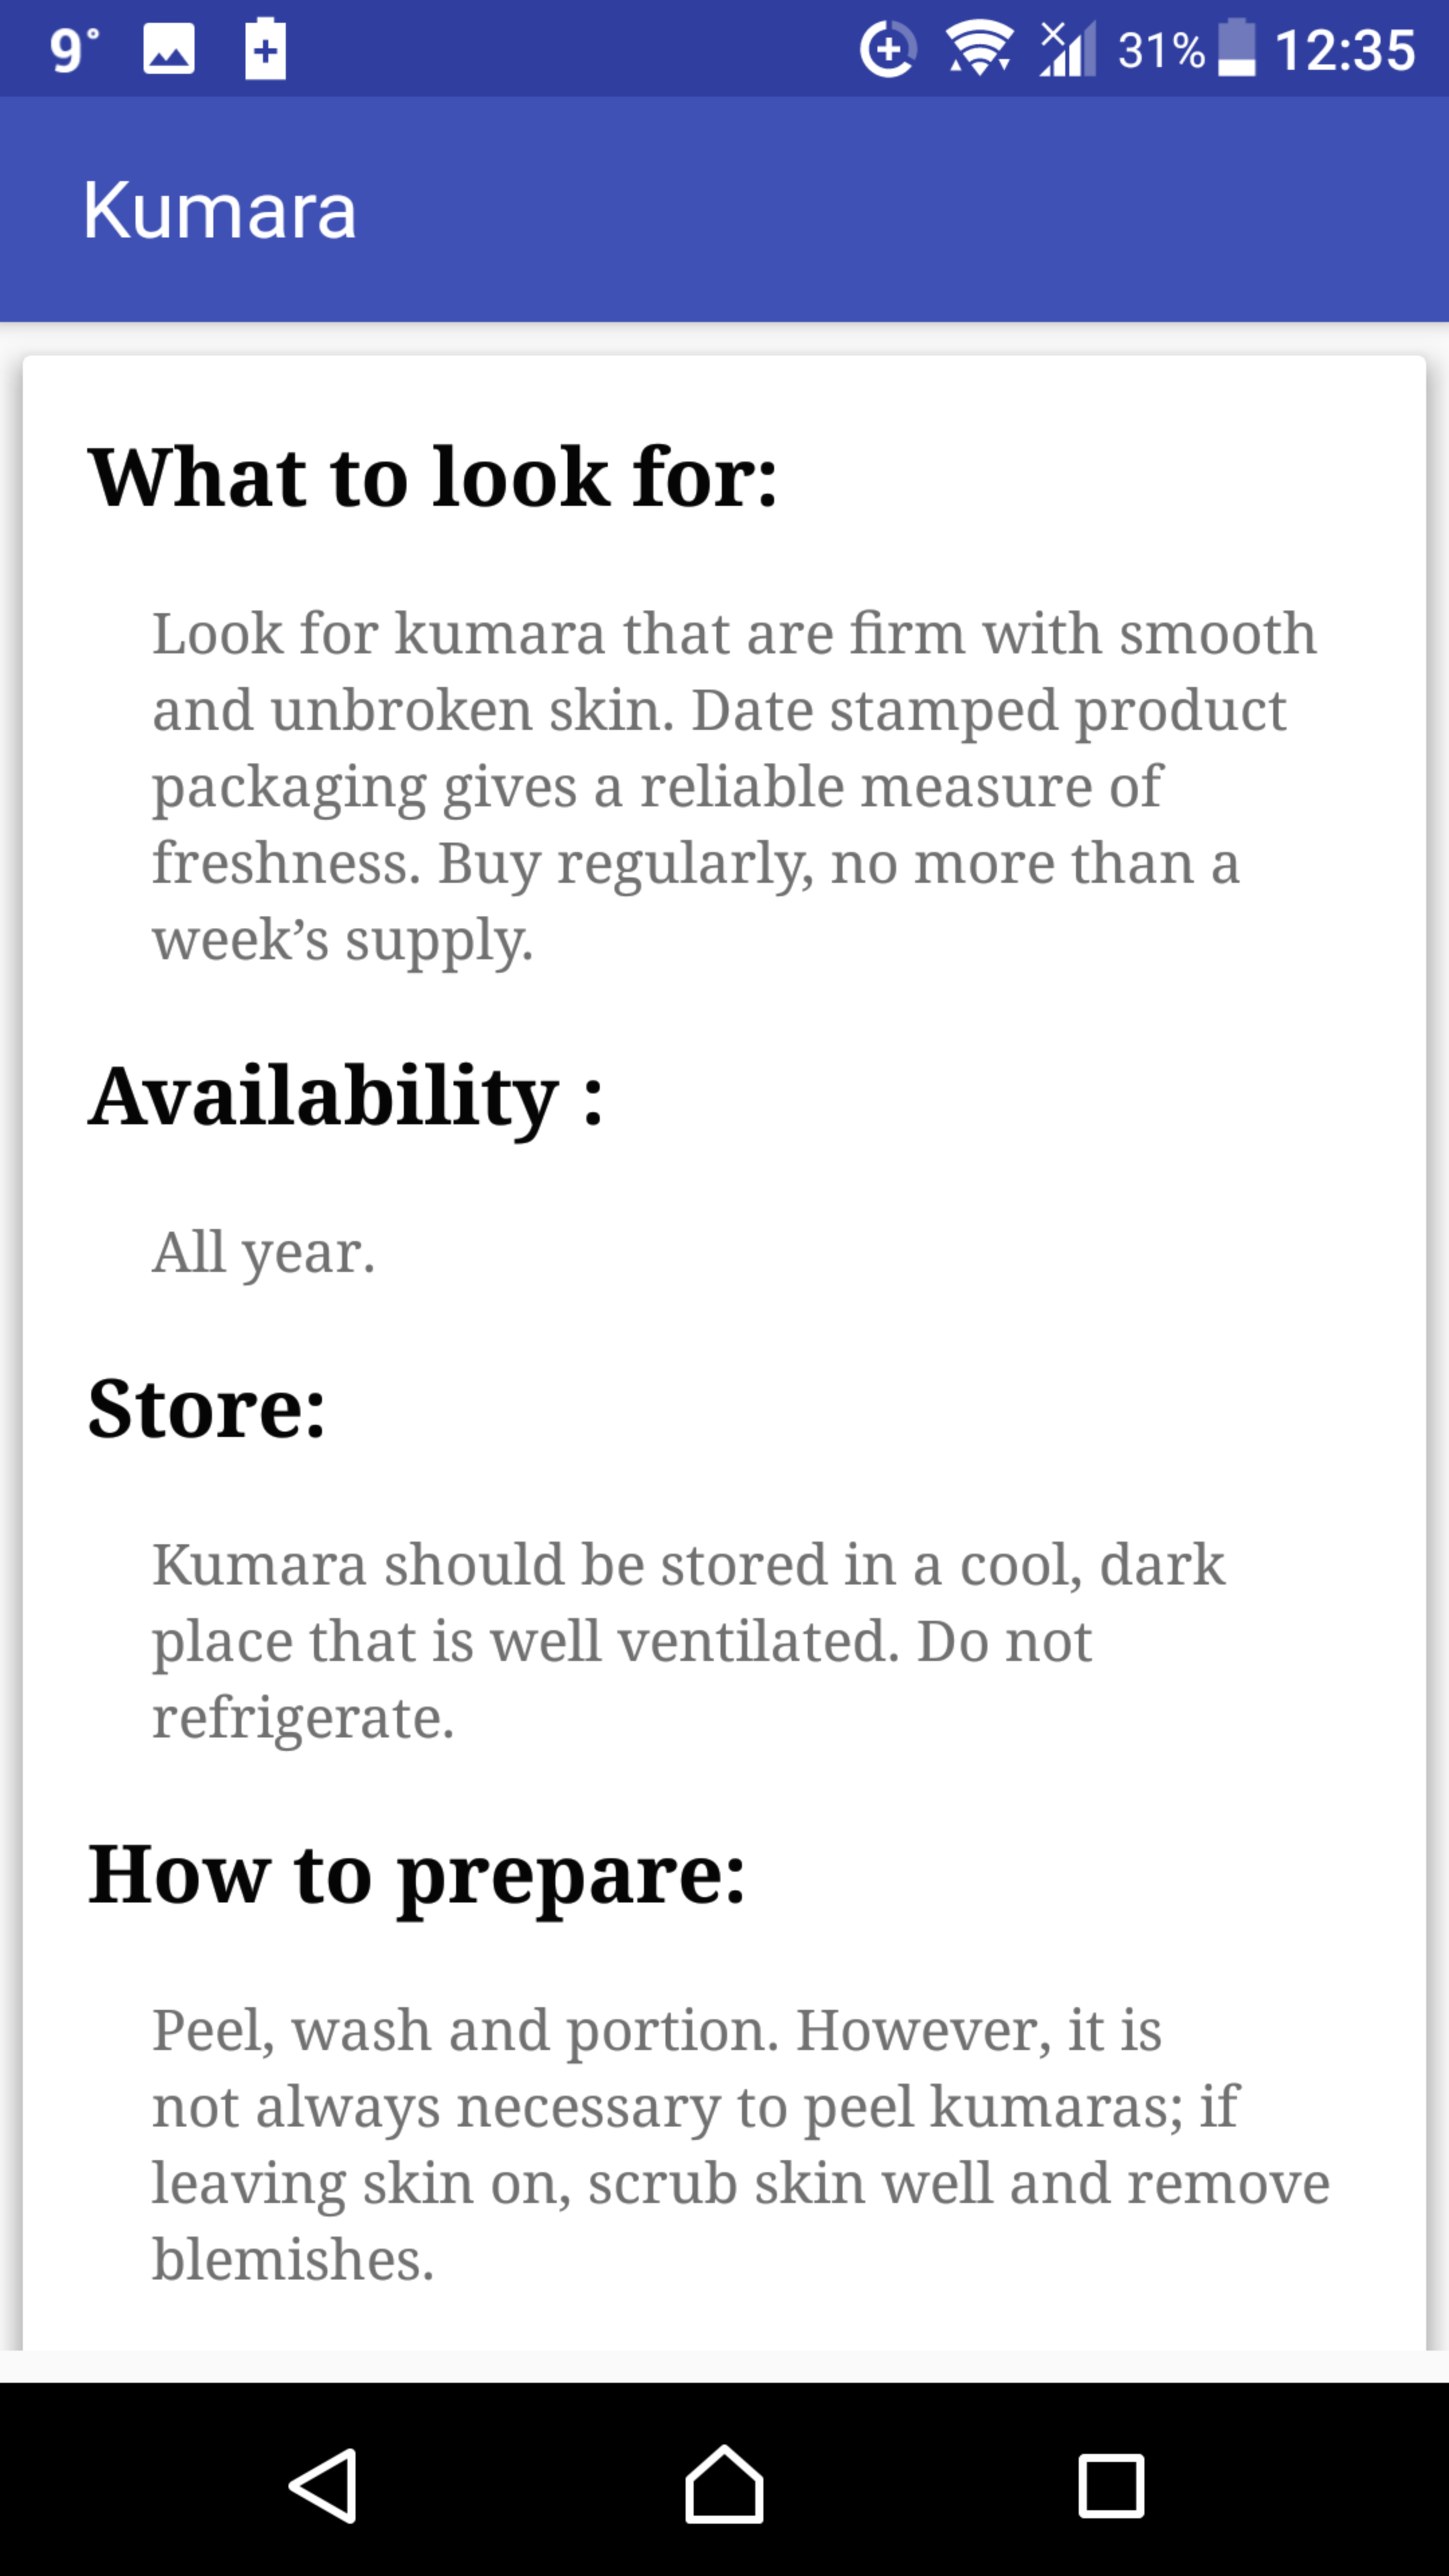 9°
31%
12:35
Kumara
What to look for:
Look for kumara that are firm with smooth
and unbroken skin. Date stamped product
packaging gives a reliable measure of
freshness. Buy regularly, no more than a
week’s supply.
Availability :
All year.
Store:
Kumara should be stored in a cool, dark
place that is well ventilated. Do not
refrigerate.
How to prepare:
Peel, wash and portion. However, it is
not always necessary to peel kumaras; if
leaving skin on, scrub skin well and remove
blemishes.